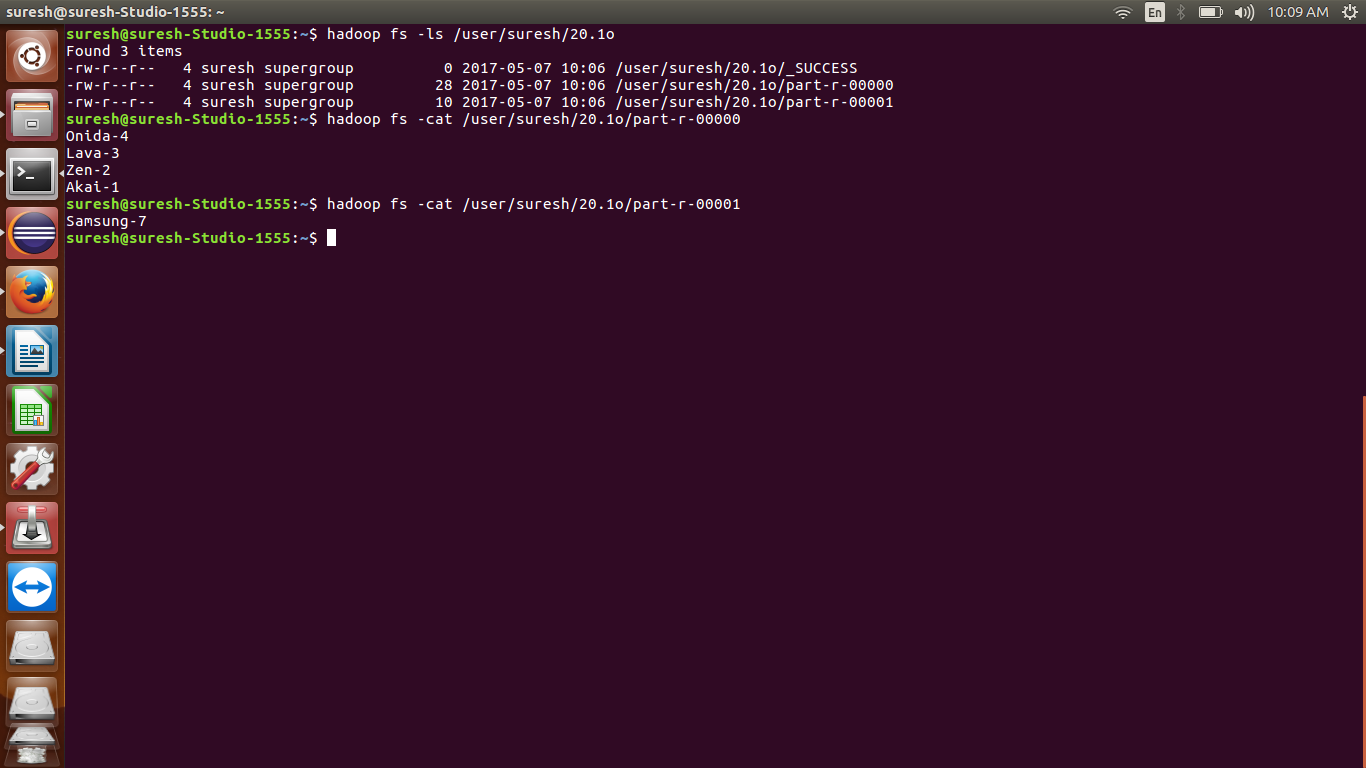 suresh@suresh-Studio-1555: ~
En
10:09 AM
suresh@suresh-Studio-1555:~$ hadoop fs -ls /user/suresh/20.1o
Found 3 items
-rw-r--r--   4 suresh supergroup          0 2017-05-07 10:06 /user/suresh/20.1o/_SUCCESS
-rw-r--r--   4 suresh supergroup         28 2017-05-07 10:06 /user/suresh/20.1o/part-r-00000
-rw-r--r--   4 suresh supergroup         10 2017-05-07 10:06 /user/suresh/20.1o/part-r-00001
suresh@suresh-Studio-1555:~$ hadoop fs -cat /user/suresh/20.1o/part-r-00000
Onida-4
Lava-3
Zen-2
Akai-1
suresh@suresh-Studio-1555:~$ hadoop fs -cat /user/suresh/20.1o/part-r-00001
Samsung-7
suresh@suresh-Studio-1555:~$